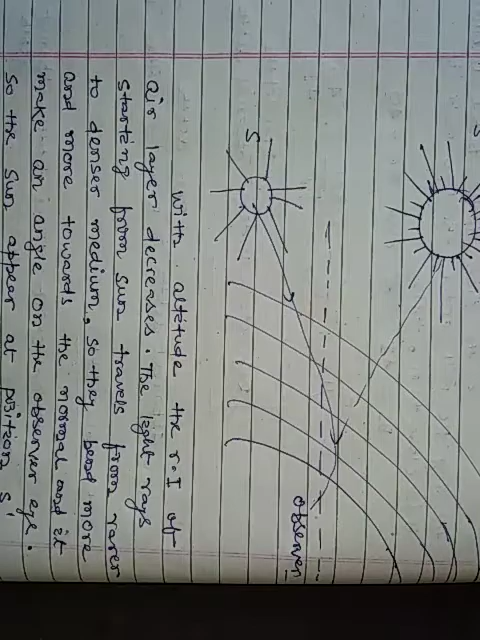 S
observer
With altitude the r.I of
air layer decreases. The light rays
starting from sun travels from rarer
to denser medium, so they bend more
and more towards the normal and it
make an angle on the observer eye.
so the sun appear at position s'